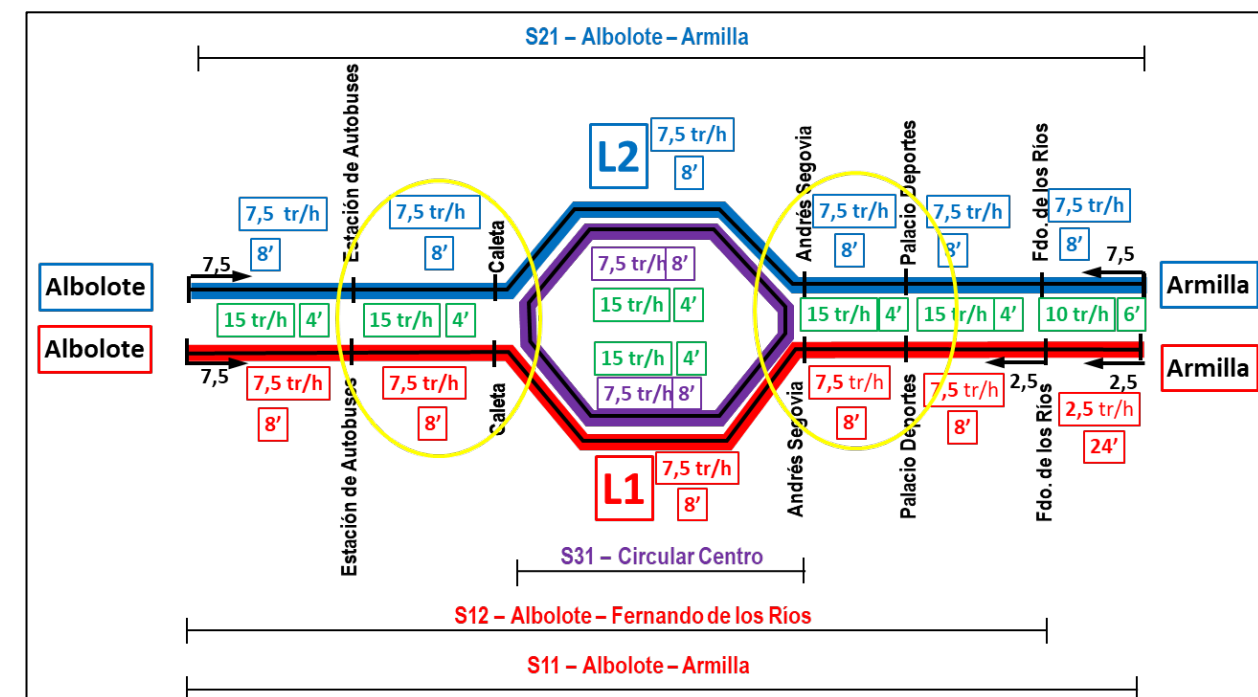 S21 – Albolote – Armilla
Estación de Autobuses
Caleta
Andrés Segovia
Palacio Deportes
Fdo. de los Ríos
L2
7,5 tr/h
8’
7,5 tr/h
8’
7,5 tr/h
8’
7,5 tr/h
8’
7,5 tr/h
8’
7,5 tr/h
8’
7,5
7,5
Albolote
Armilla
7,5 tr/h 8’
15 tr/h 4’
15 tr/h 4’
15 tr/h 4’
15 tr/h 4’
15 tr/h 4’
10 tr/h 6’
15 tr/h 4’
7,5 tr/h 8’
Albolote
Armilla
7,5
2,5
2,5
7,5 tr/h
8’
7,5 tr/h
8’
7,5 tr/h
8’
7,5 tr/h
8’
2,5 tr/h
24’
L1
7,5 tr/h
8’
Estación de Autobuses
Caleta
Andrés Segovia
Palacio Deportes
Fdo. de los Ríos
S31 – Circular Centro
S12 – Albolote – Fernando de los Ríos
S11 – Albolote – Armilla